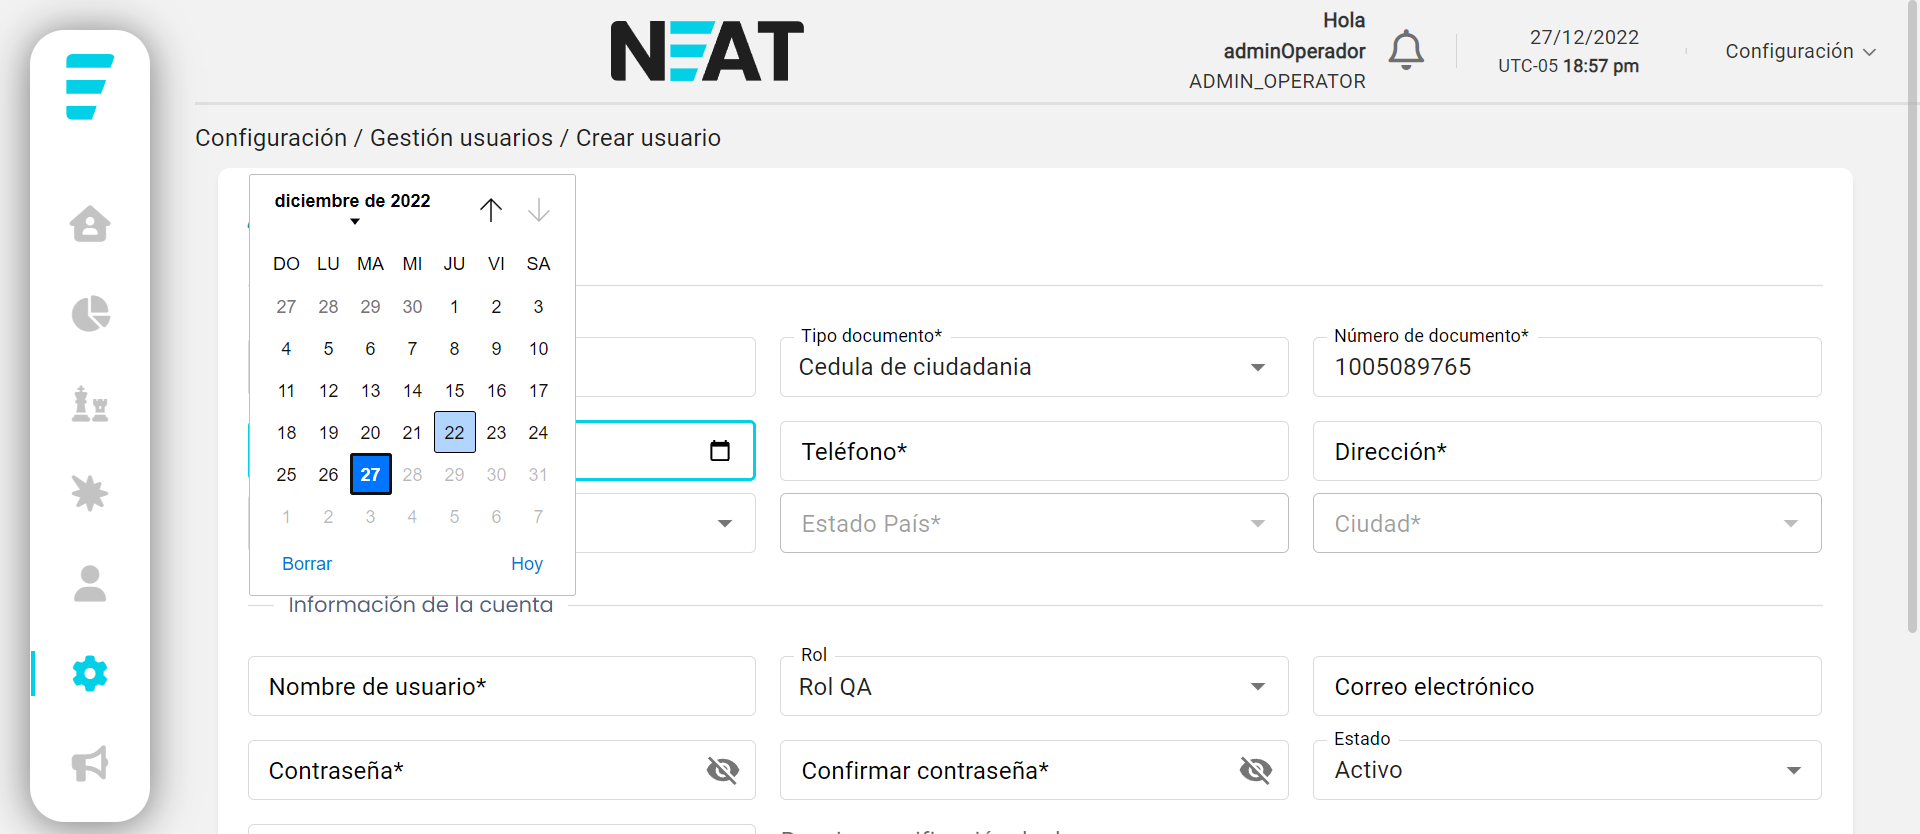 NEAT
Hola
adminOperador
ADMIN_OPERATOR
27/12/2022
UTC-05 18:57 pm
Configuración
Configuración / Gestión usuarios / Crear usuario
diciembre de 2022
DO LU MA MI JU VI SA
27 28 29 30 1 2 3
4 5 6 7 8 9 10
11 12 13 14 15 16 17
18 19 20 21 22 23 24
25 26 27 28 29 30 31
1 2 3 4 5 6 7
Borrar Hoy
Tipo documento*
Cedula de ciudadania
Número de documento*
1005089765
Teléfono*
Dirección*
Estado País*
Ciudad*
Información de la cuenta
Nombre de usuario*
Rol
Rol QA
Correo electrónico
Contraseña*
Confirmar contraseña*
Estado
Activo